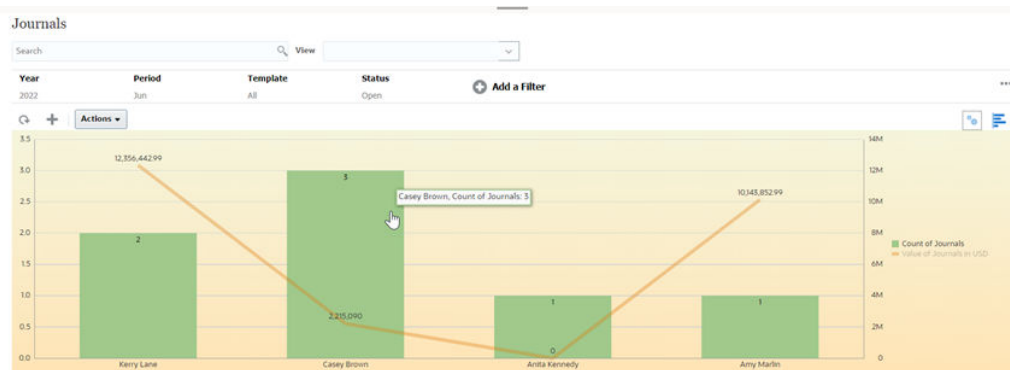 Journals
Search View
Year Period Template Status
Add a Filter
2022 Jun All Open
Actions
3.5 14M
12,356,442.99
3.0 3 12M
Casey Brown, Count of Journals: 3
10,143,852.99
2.5 10M
2.0 2 8M
Count of Journals
Value of Journals in USD
1.5 6M
1.0 1 1 4M
2,215,090
0.5 2M
0
0.0 0
Kerry Lane Casey Brown Anita Kennedy Amy Marlin